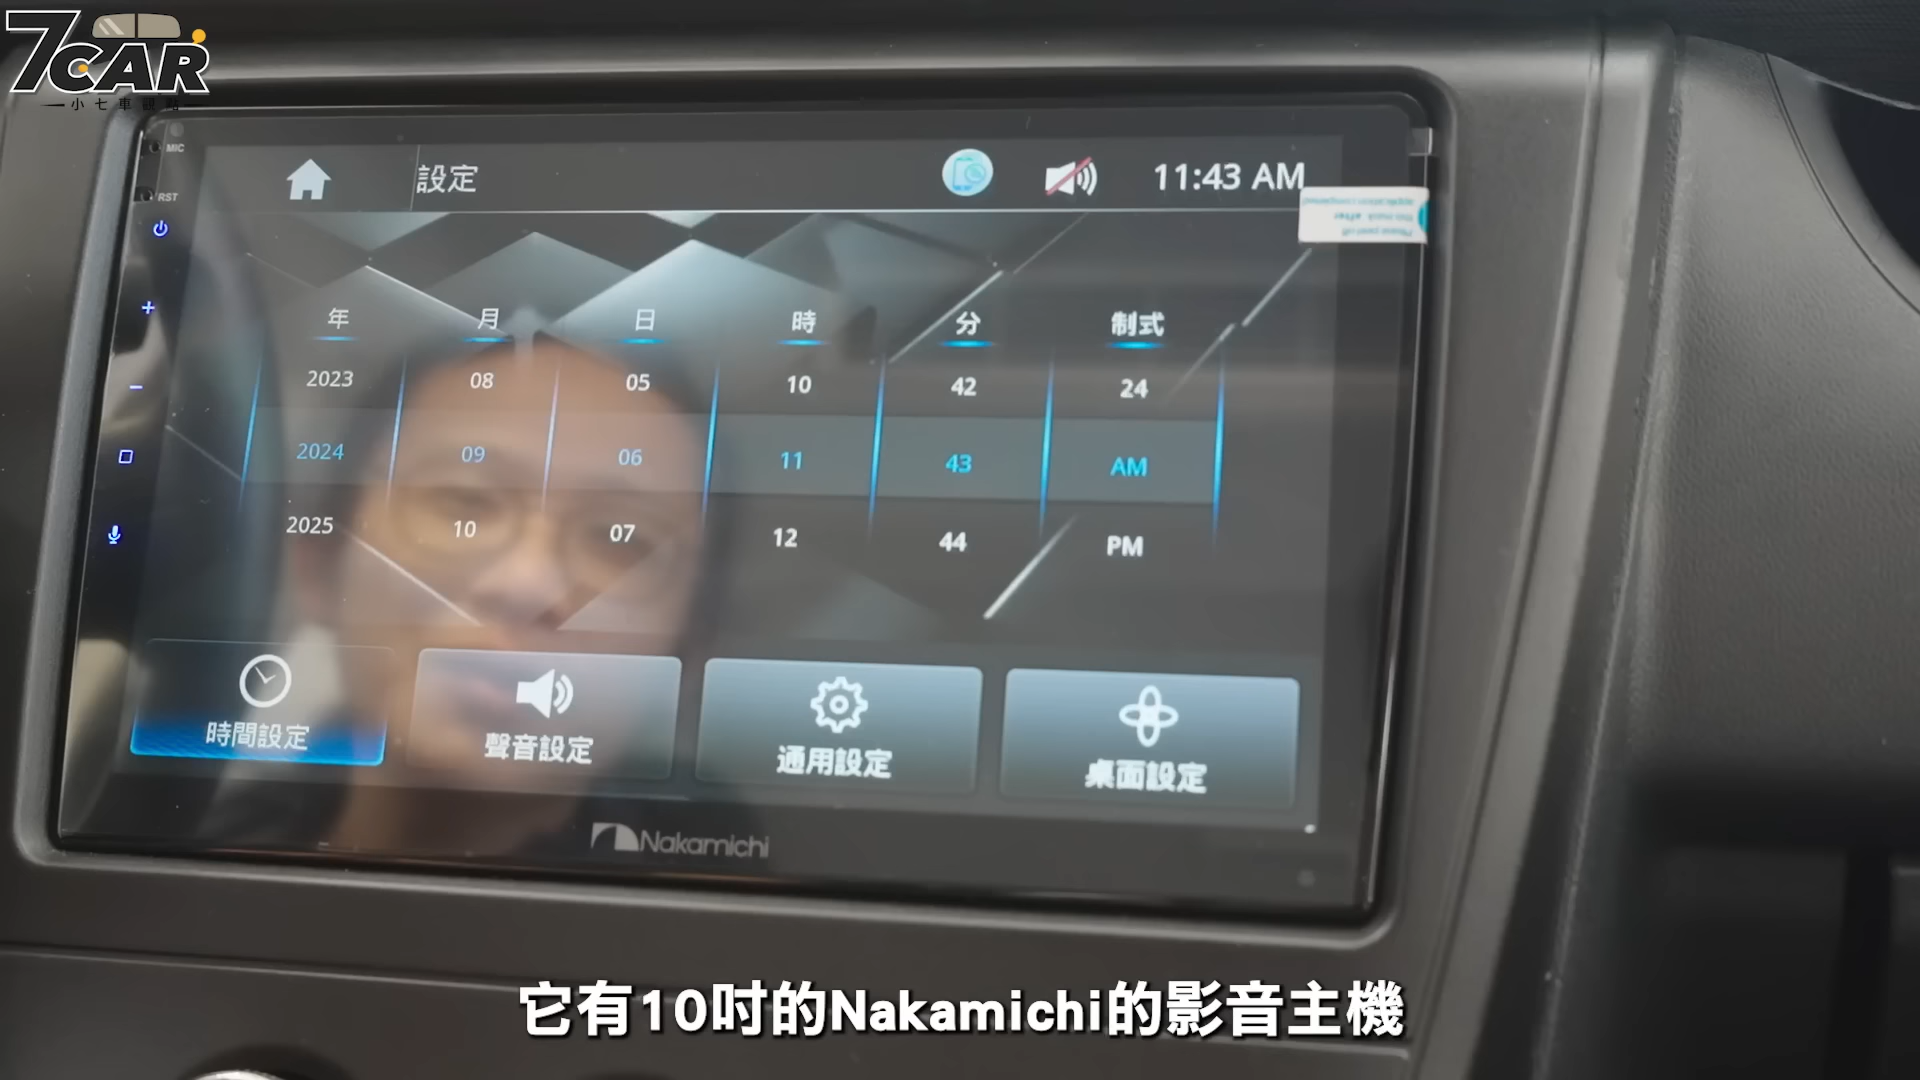 7CAR
小七車觀點
MIC
設定
11:43 AM
RST
年 月 日 時 分 制式
2023 08 05 10 42 24
2024 09 06 11 43 AM
2025 10 07 12 44 PM
時間設定 聲音設定 通用設定 桌面設定
Nakamichi
它有10吋的Nakamichi的影音主機